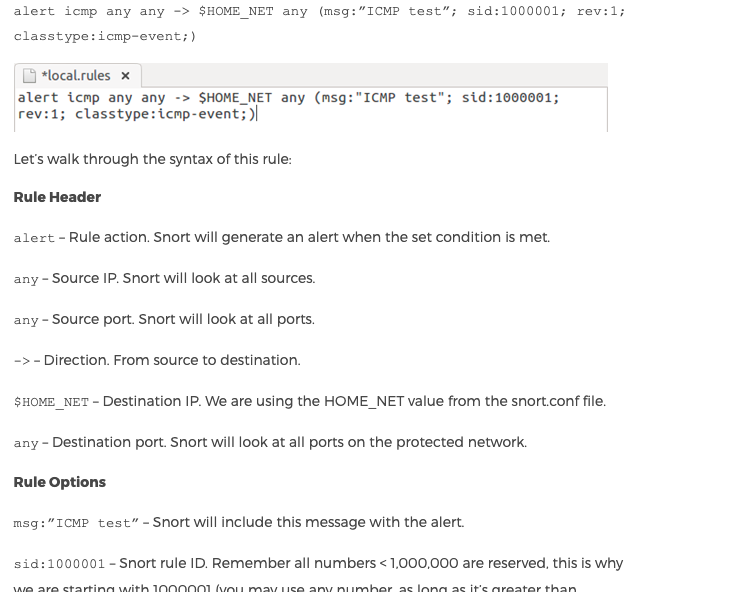 alert icmp any any -> $HOME_NET any (msg:”ICMP test”; sid:1000001; rev:1;
classtype:icmp-event;)
*local.rules ×
alert icmp any any -> $HOME_NET any (msg:"ICMP test"; sid:1000001;
rev:1; classtype:icmp-event;)
Let’s walk through the syntax of this rule:
Rule Header
alert – Rule action. Snort will generate an alert when the set condition is met.
any – Source IP. Snort will look at all sources.
any – Source port. Snort will look at all ports.
-> – Direction. From source to destination.
$HOME_NET – Destination IP. We are using the HOME_NET value from the snort.conf file.
any – Destination port. Snort will look at all ports on the protected network.
Rule Options
msg:”ICMP test” – Snort will include this message with the alert.
sid:1000001 – Snort rule ID. Remember all numbers < 1,000,000 are reserved, this is why
we are starting with 1000001 (you may use any number, as long as it’s greater than